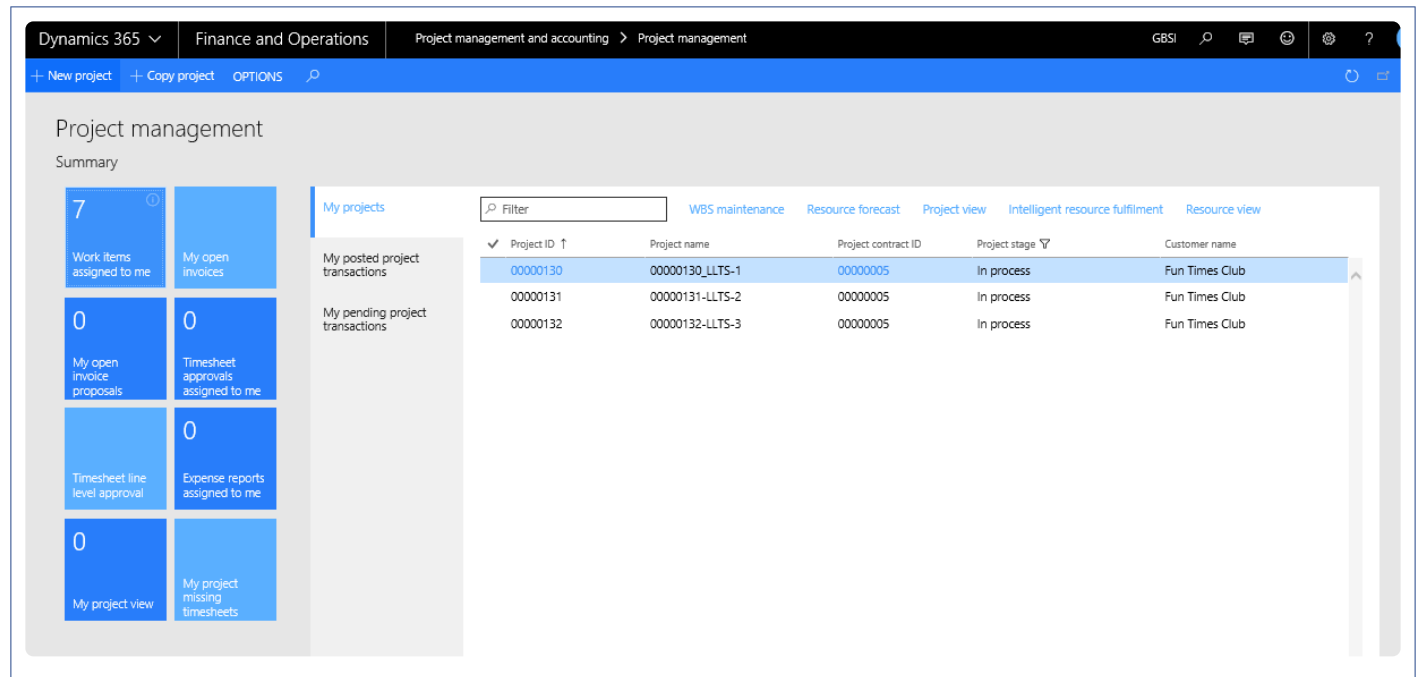 Dynamics 365 Finance and Operations Project management and accounting > Project management GBSI ?
+ New project + Copy project OPTIONS
Project management
Summary
7
Work items
assigned to me
My open
invoices
0
My open
invoice
proposals
0
Timesheet
approvals
assigned to me
Timesheet line
level approval
0
Expense reports
assigned to me
0
My project view
My project
missing
timesheets
My projects
My posted project
transactions
My pending project
transactions
Filter WBS maintenance Resource forecast Project view Intelligent resource fulfilment Resource view
Project ID ↑ Project name Project contract ID Project stage Customer name
00000130 00000130_LLTS-1 00000005 In process Fun Times Club
00000131 00000131-LLTS-2 00000005 In process Fun Times Club
00000132 00000132-LLTS-3 00000005 In process Fun Times Club